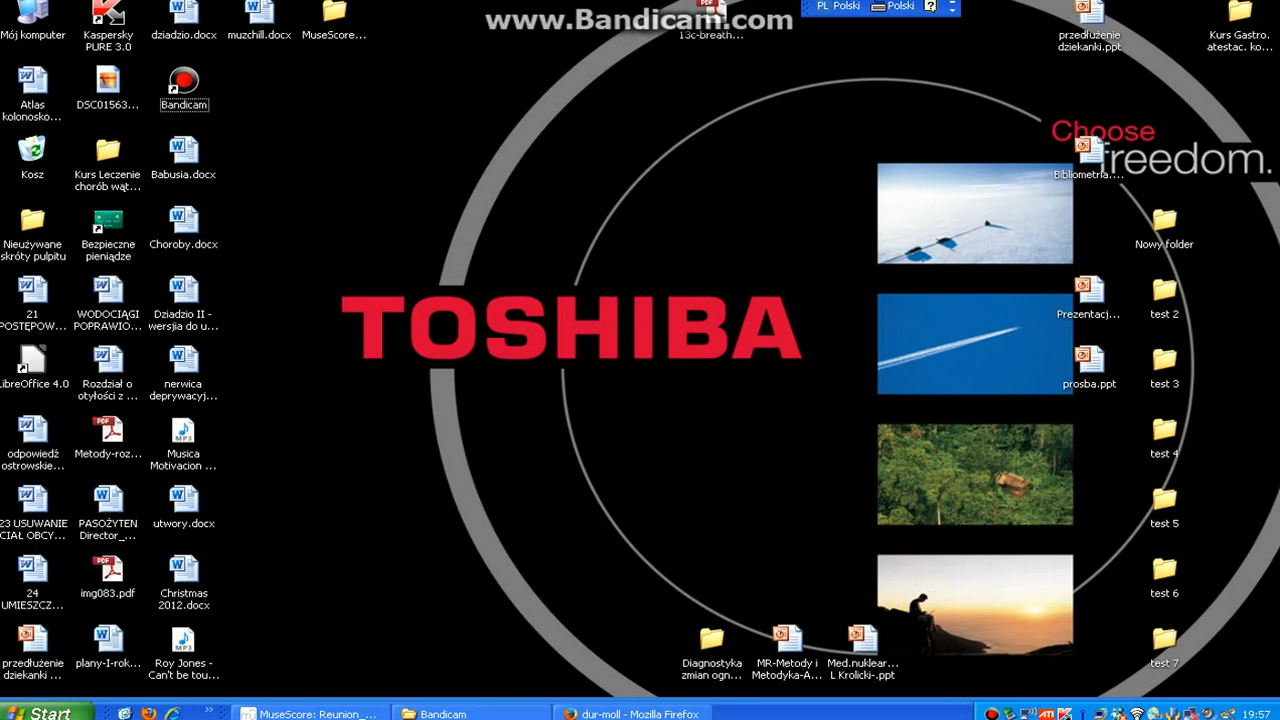 www.Bandicam.com
PL Polski
Polski
Mój komputer
Kaspersky
PURE 3.0
dziadzio.docx
muzchill.docx
MuseScore...
13c-breath...
przedłużenie
dziekanki.ppt
Kurs Gastro.
atestac. ko...
Atlas
kolonosko...
DSC01563...
Bandicam
Choose
freedom.
Kosz
Kurs Leczenie
chorób wąt...
Babusia.docx
Bibliometria....
Nieużywane
skróty pulpitu
Bezpieczne
pieniądze
Choroby.docx
Nowy folder
21
POSTĘPOW...
WODOCIĄGI
POPRAWIO...
Dziadzio II -
wersjia do u...
Prezentacj...
test 2
TOSHIBA
LibreOffice 4.0
Rozdział o
otyłości z ...
nerwica
deprywacyj...
prosba.ppt
test 3
odpowiedź
ostrowskie...
Metody-roz...
Musica
Motivacion ...
MP3
test 4
23 USUWANIE
CIAŁ OBCY...
PASOŻYTEN
Director_...
utwory.docx
test 5
24
UMIESZCZ...
img083.pdf
Christmas
2012.docx
test 6
przedłużenie
dziekanki ...
plany-I-rok...
MP3
Roy Jones -
Can't be tou...
Diagnostyka
zmian ogn...
MR-Metody i
Metodyka-A...
Med.nuklear...
L Krolicki-.ppt
test 7
Start
MuseScore: Reunion_...
Bandicam
dur-moll - Mozilla Firefox
ATI
19:57